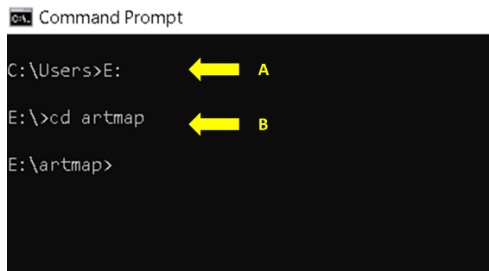 C:\. Command Prompt
C:\Users>E: A
E:\>cd artmap B
E:\artmap>